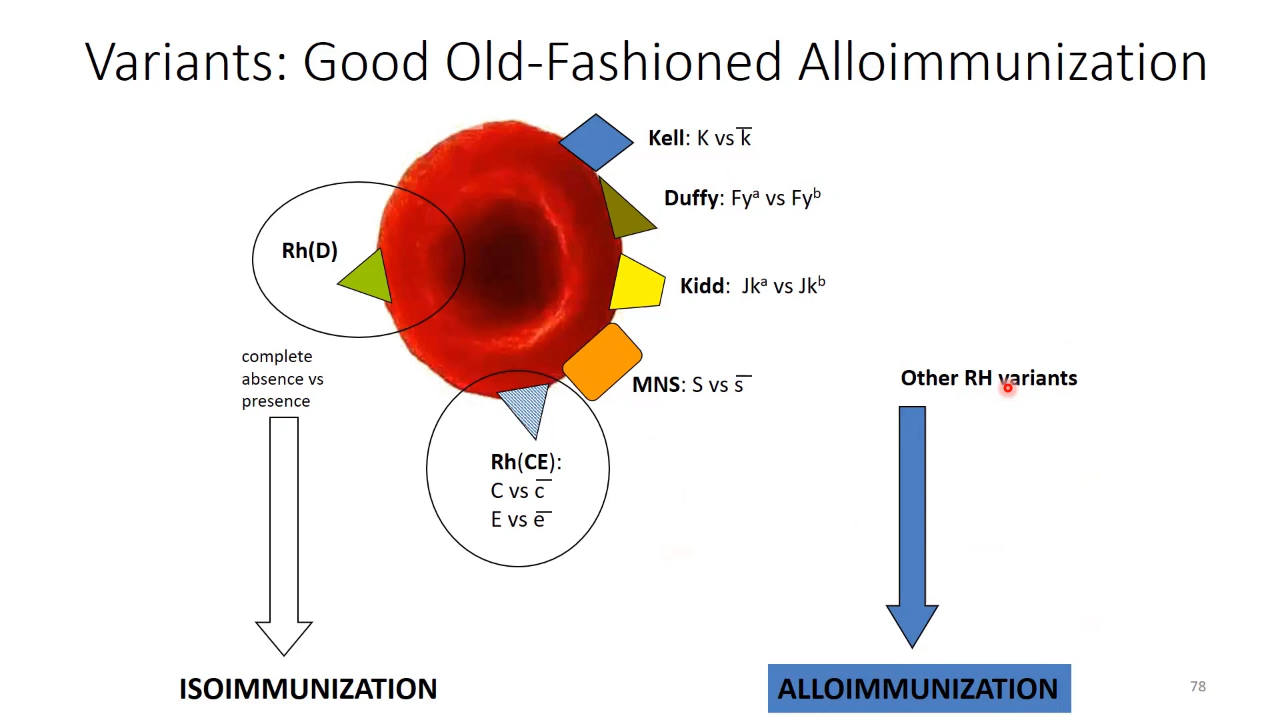 Variants: Good Old-Fashioned Alloimmunization
Kell: K vs k̅
Duffy: Fyᵃ vs Fyᵇ
Rh(D)
Kidd: Jkᵃ vs Jkᵇ
complete
absence vs
presence
MNS: S vs s̅
Other RH variants
Rh(CE):
C vs c̅
E vs e̅
ISOIMMUNIZATION
ALLOIMMUNIZATION
78